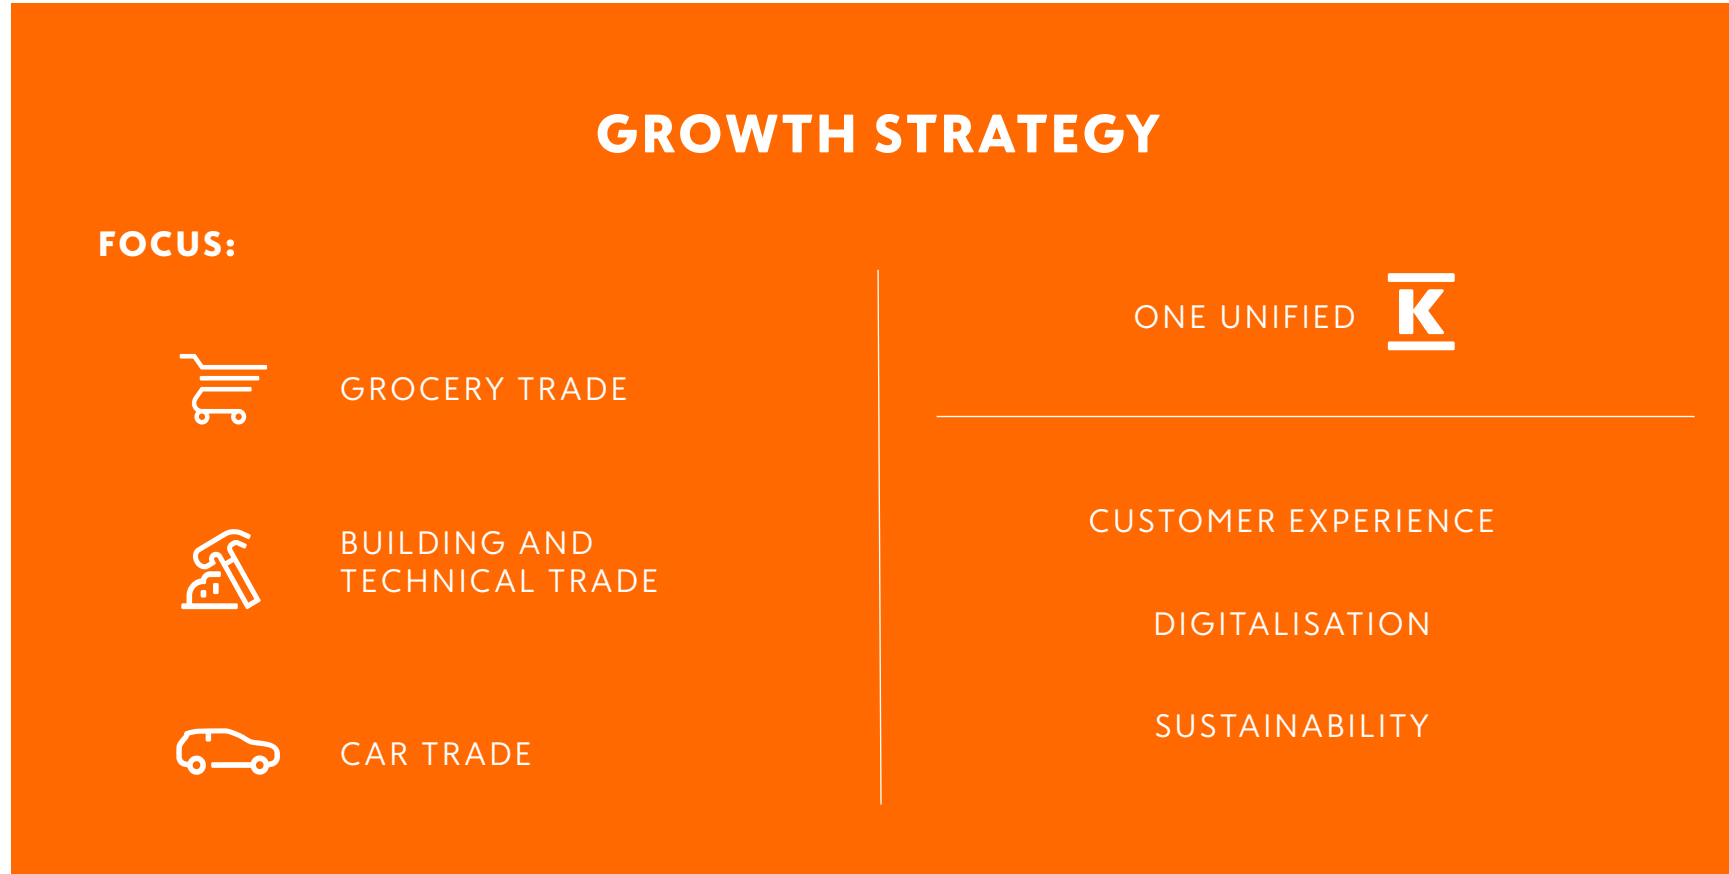 GROWTH STRATEGY
FOCUS:
GROCERY TRADE
BUILDING AND
TECHNICAL TRADE
CAR TRADE
ONE UNIFIED K
CUSTOMER EXPERIENCE
DIGITALISATION
SUSTAINABILITY